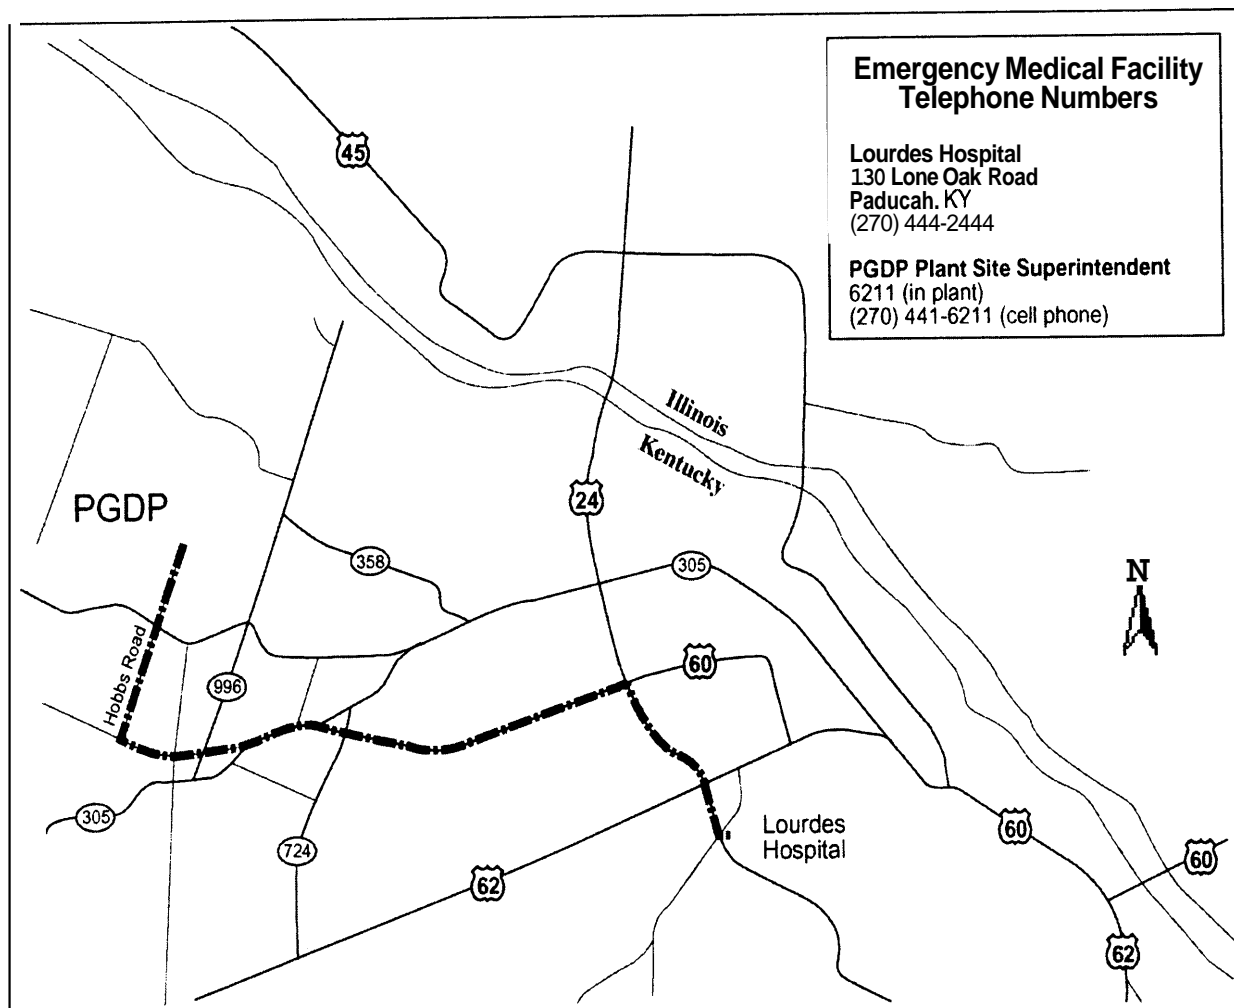 Emergency Medical Facility
Telephone Numbers
Lourdes Hospital
130 Lone Oak Road
Paducah. KY
(270) 444-2444
PGDP Plant Site Superintendent
6211 (in plant)
(270) 441-6211 (cell phone)
45
Illinois
Kentucky
24
PGDP
358
305
N
Hobbs Road
996
60
305
724
62
Lourdes
Hospital
60
60
62